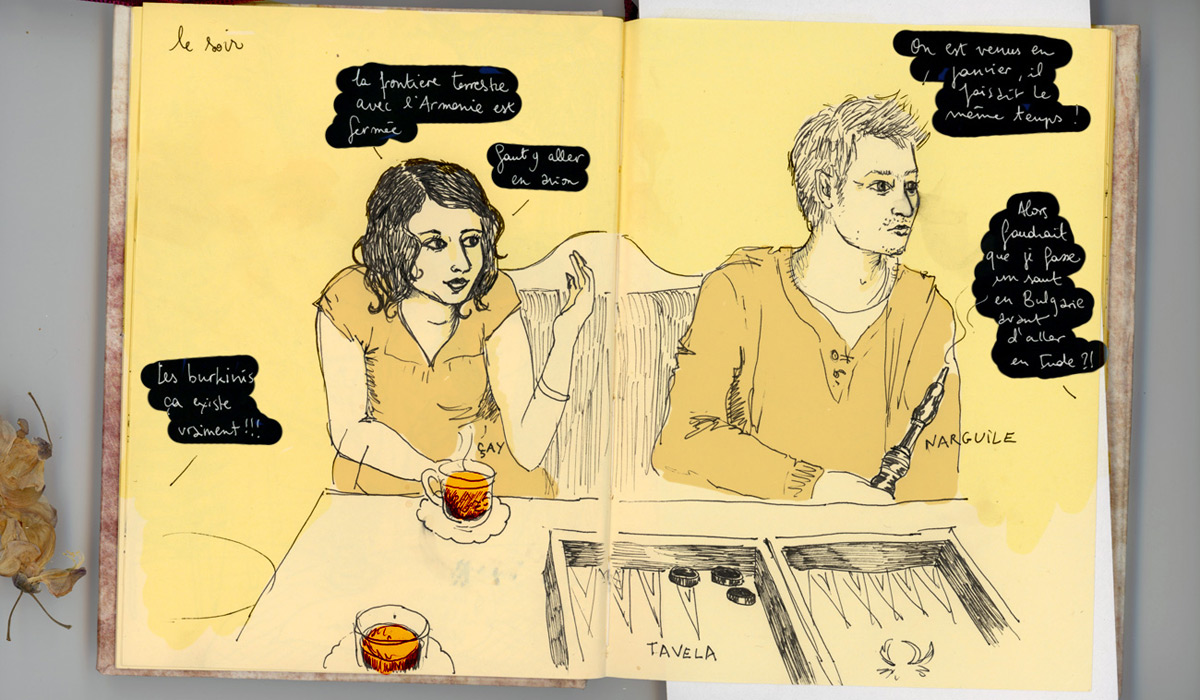 le soir
la frontière terrestre
avec l'Armenie est
fermée
faut y aller
en avion
On est venus en
janvier, il
faisait le
même temps !
Alors
faudrait
que je fasse
un saut
en Bulgarie
avant
d'aller
en Inde ?!
Les burkinis
ça existe
vraiment !!!
ÇAY
NARGUILE
TAVELA